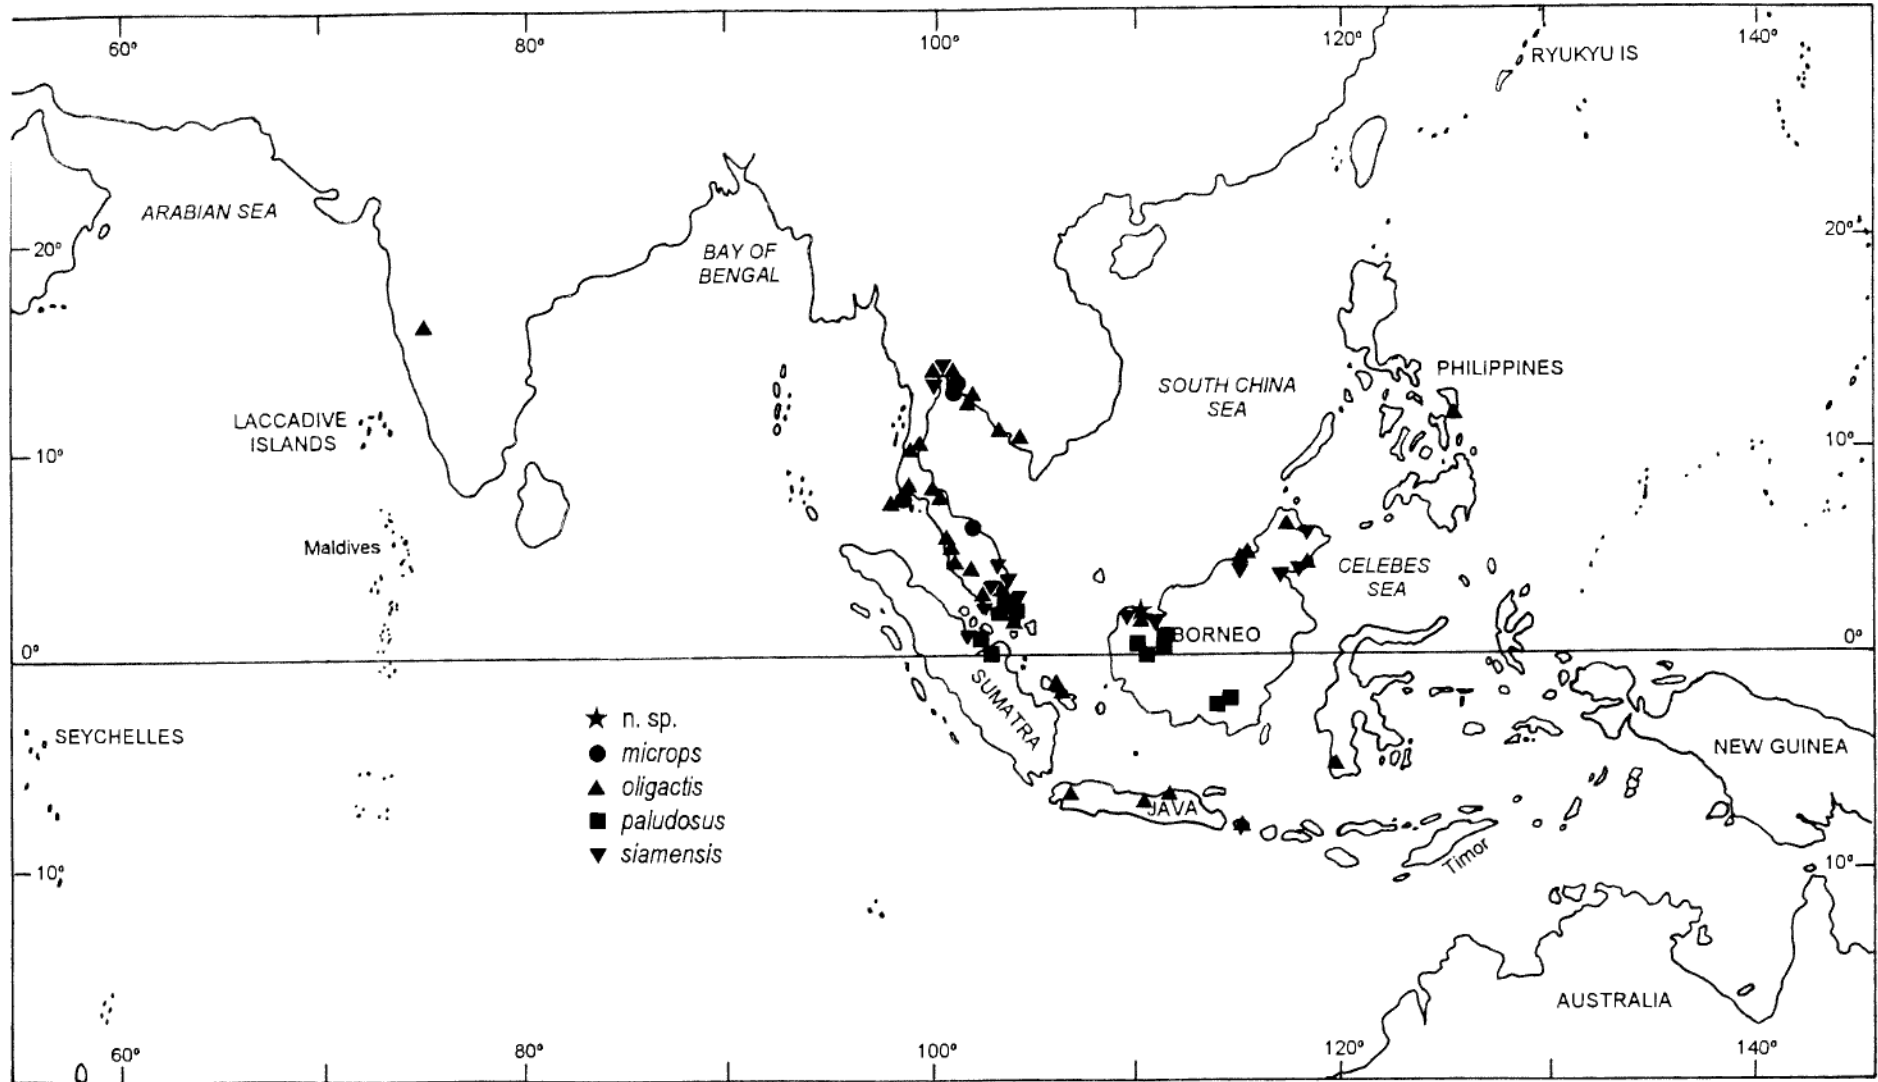 60° 80° 100° 120° 140°
RYUKYU IS
ARABIAN SEA
20° 20°
BAY OF
BENGAL
PHILIPPINES
SOUTH CHINA
SEA
LACCADIVE
ISLANDS
10° 10°
Maldives
CELEBES
SEA
BORNEO
0° 0°
SUMATRA
n. sp.
microps
oligactis
paludosus
siamensis
SEYCHELLES
NEW GUINEA
JAVA
Timor
10° 10°
AUSTRALIA
60° 80° 100° 120° 140°